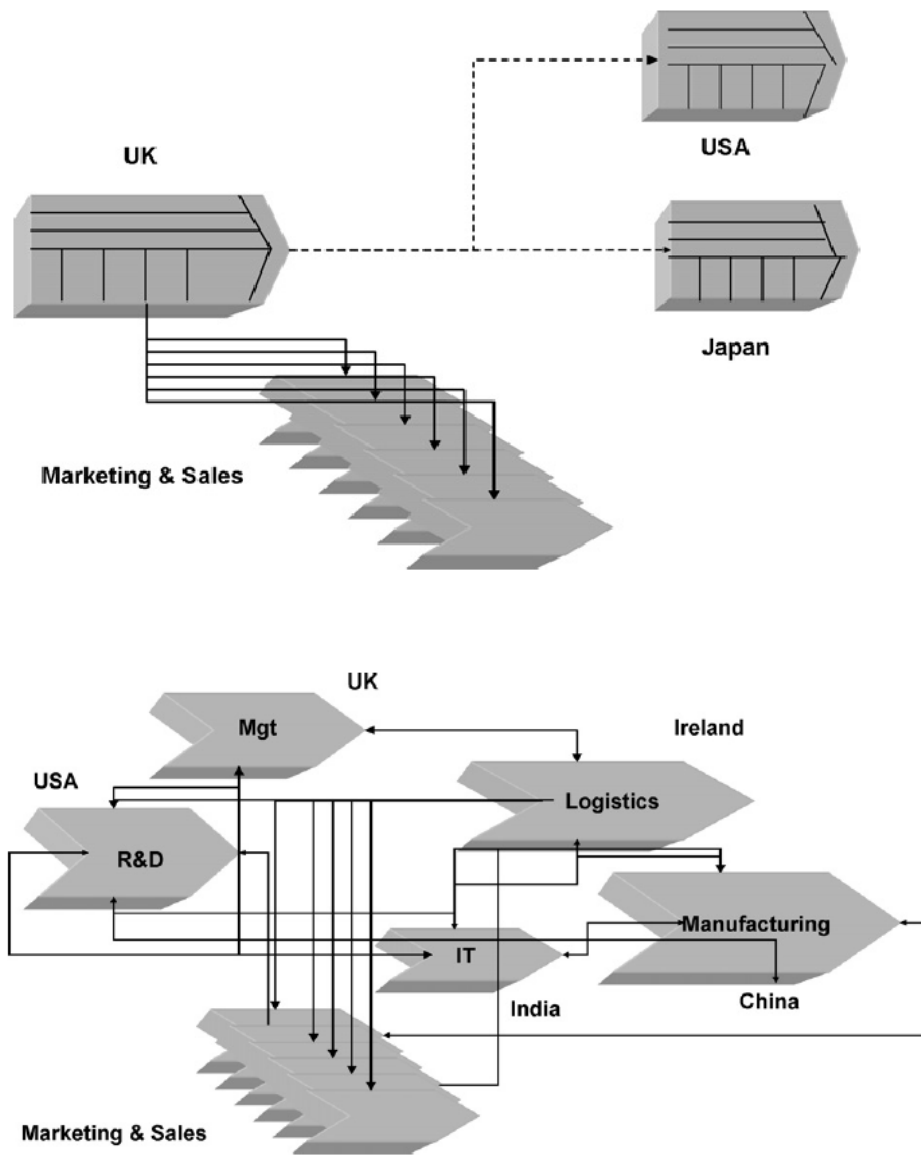 UK
USA
Japan
Marketing & Sales
UK
Mgt
Ireland
USA
Logistics
R&D
Manufacturing
IT
India
China
Marketing & Sales